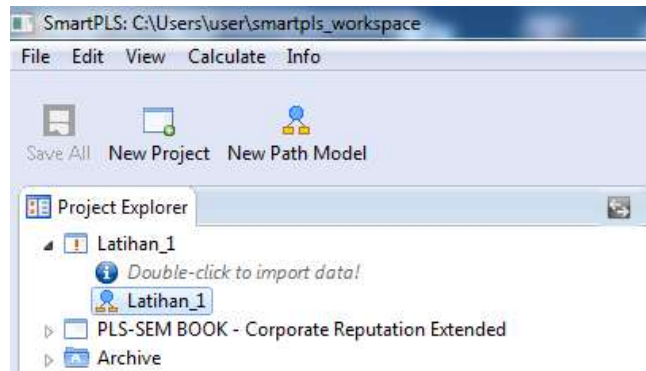 SmartPLS: C:\Users\user\smartpls_workspace
File Edit View Calculate Info
Save All New Project New Path Model
Project Explorer
Latihan_1
Double-click to import data!
Latihan_1
PLS-SEM BOOK - Corporate Reputation Extended
Archive